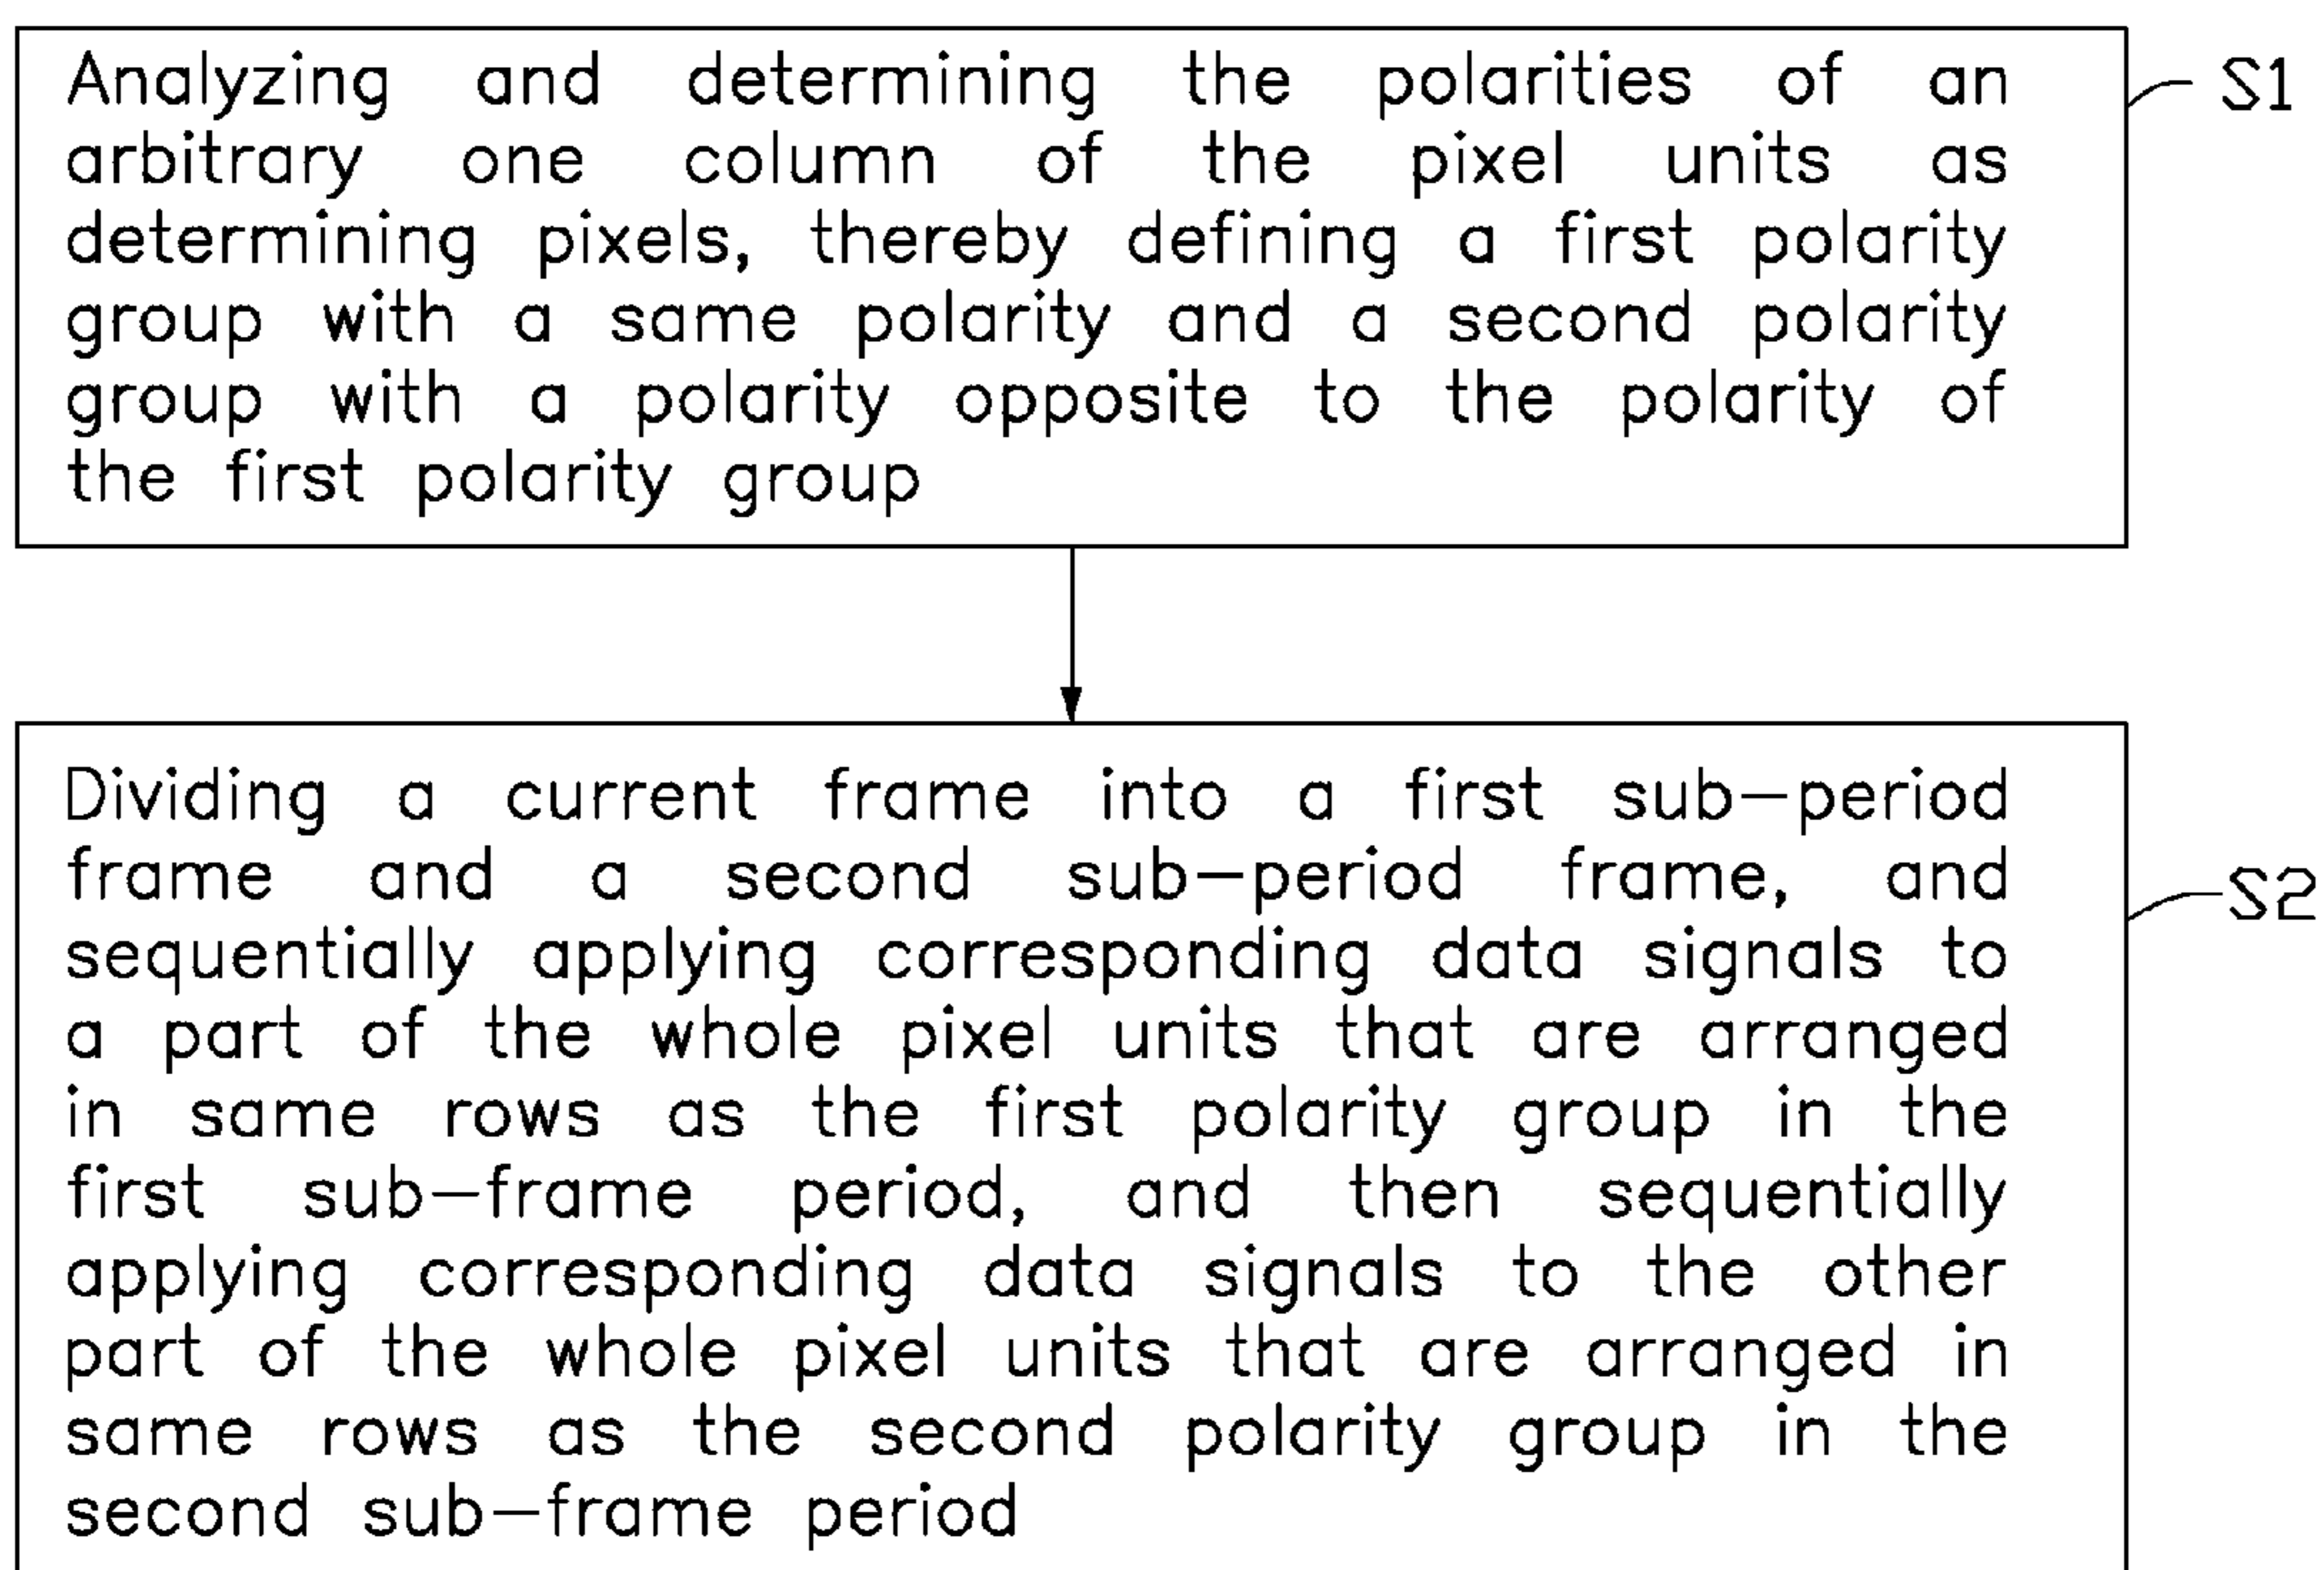 Analyzing and determining the polarities of an
arbitrary one column of the pixel units as
determining pixels, thereby defining a first polarity
group with a same polarity and a second polarity
group with a polarity opposite to the polarity of
the first polarity group
S1
Dividing a current frame into a first sub-period
frame and a second sub-period frame, and
sequentially applying corresponding data signals to
a part of the whole pixel units that are arranged
in same rows as the first polarity group in the
first sub-frame period, and then sequentially
applying corresponding data signals to the other
part of the whole pixel units that are arranged in
same rows as the second polarity group in the
second sub-frame period
S2